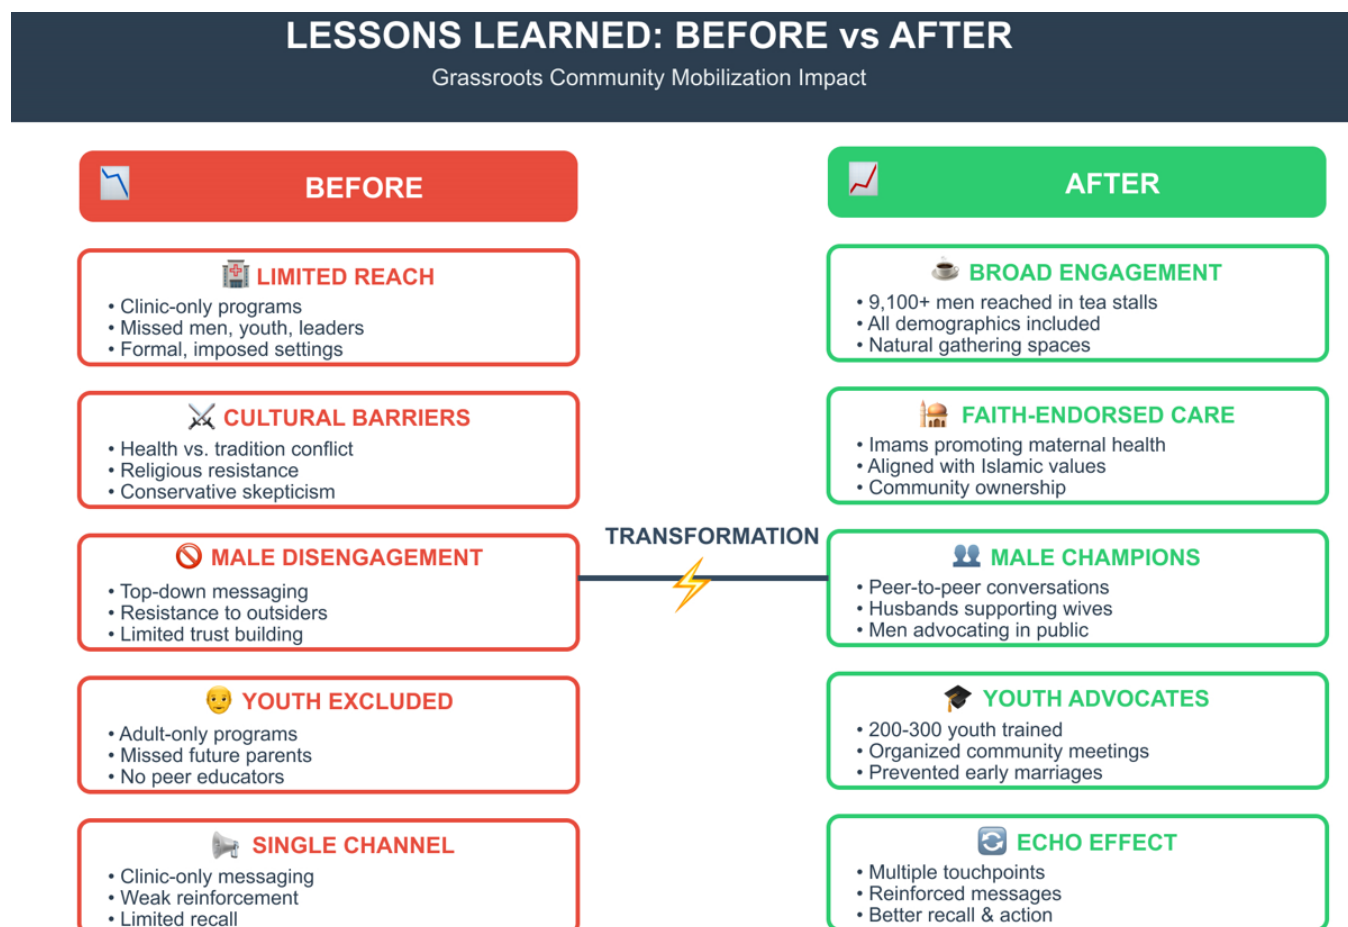 LESSONS LEARNED: BEFORE vs AFTER
Grassroots Community Mobilization Impact
BEFORE
LIMITED REACH
• Clinic-only programs
• Missed men, youth, leaders
• Formal, imposed settings
CULTURAL BARRIERS
• Health vs. tradition conflict
• Religious resistance
• Conservative skepticism
MALE DISENGAGEMENT
• Top-down messaging
• Resistance to outsiders
• Limited trust building
YOUTH EXCLUDED
• Adult-only programs
• Missed future parents
• No peer educators
SINGLE CHANNEL
• Clinic-only messaging
• Weak reinforcement
• Limited recall
TRANSFORMATION
AFTER
BROAD ENGAGEMENT
• 9,100+ men reached in tea stalls
• All demographics included
• Natural gathering spaces
FAITH-ENDORSED CARE
• Imams promoting maternal health
• Aligned with Islamic values
• Community ownership
MALE CHAMPIONS
• Peer-to-peer conversations
• Husbands supporting wives
• Men advocating in public
YOUTH ADVOCATES
• 200-300 youth trained
• Organized community meetings
• Prevented early marriages
ECHO EFFECT
• Multiple touchpoints
• Reinforced messages
• Better recall & action